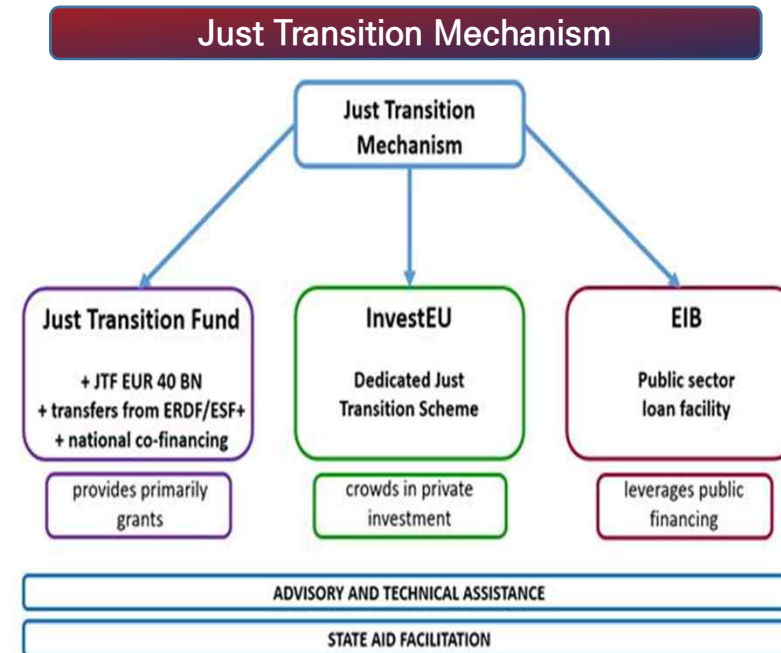 Just Transition Mechanism
Just Transition
Mechanism
Just Transition Fund
+ JTF EUR 40 BN
+ transfers from ERDF/ESF+
+ national co-financing
provides primarily
grants
InvestEU
Dedicated Just
Transition Scheme
crowds in private
investment
EIB
Public sector
loan facility
leverages public
financing
ADVISORY AND TECHNICAL ASSISTANCE
STATE AID FACILITATION